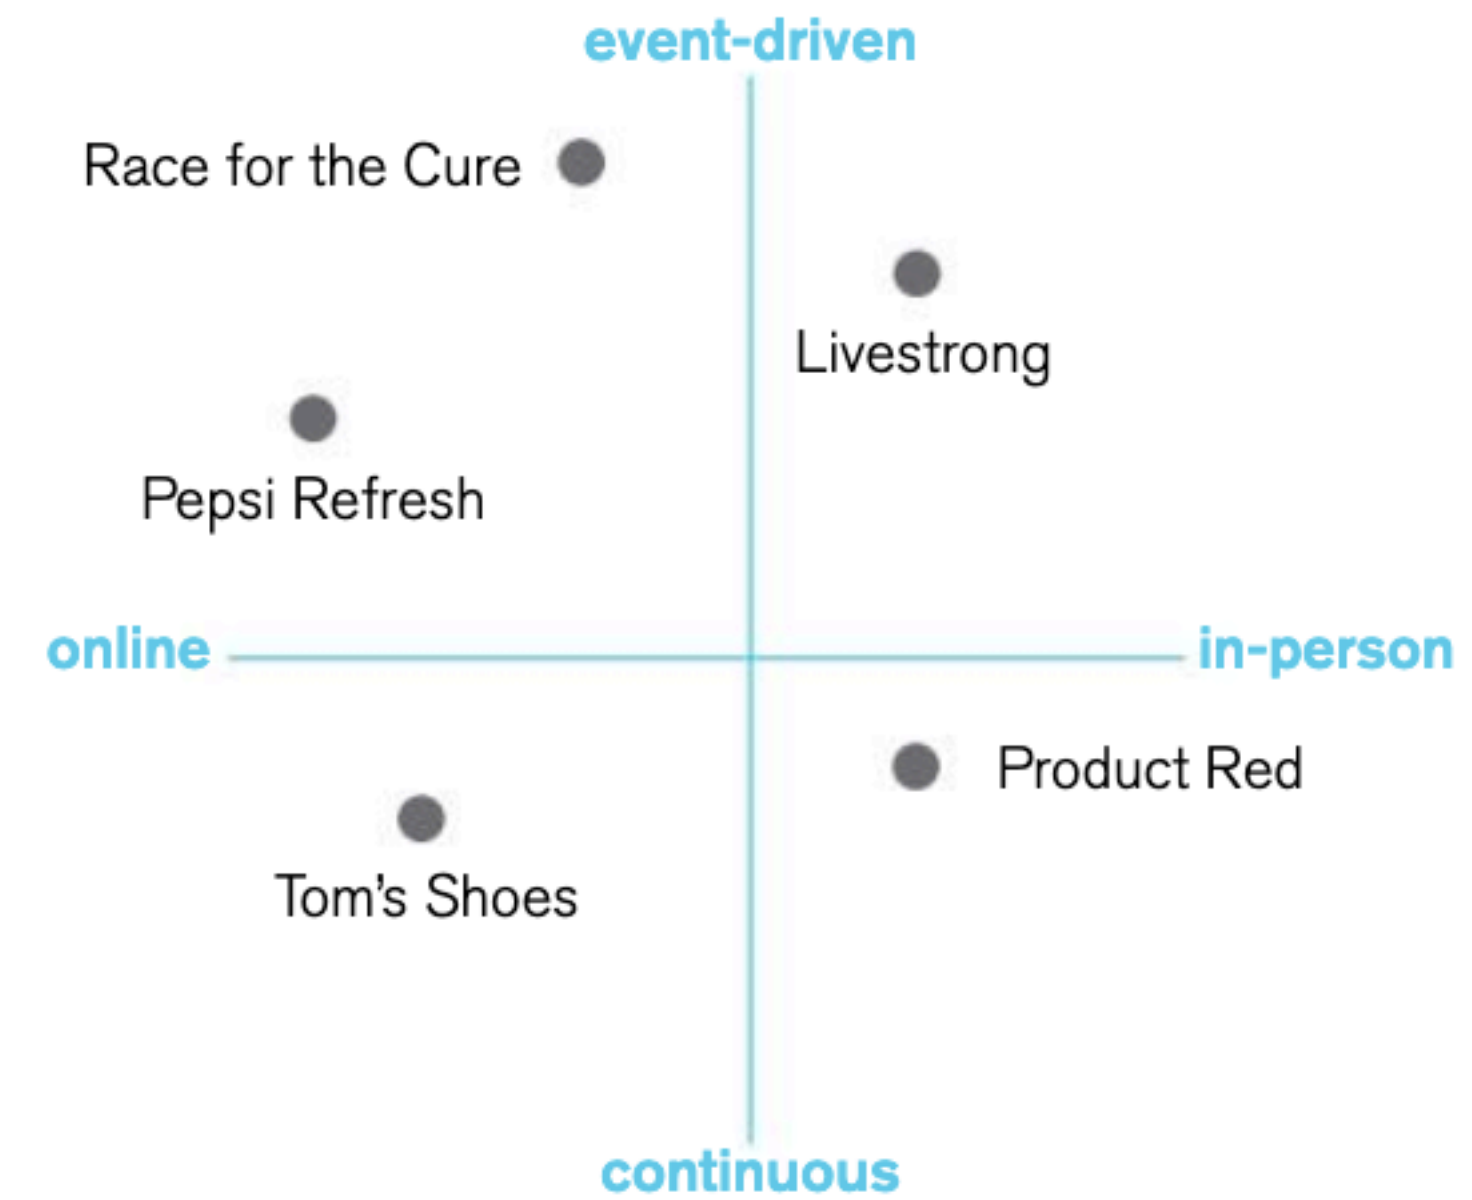 event-driven
Race for the Cure
Livestrong
Pepsi Refresh
online
in-person
Product Red
Tom’s Shoes
continuous